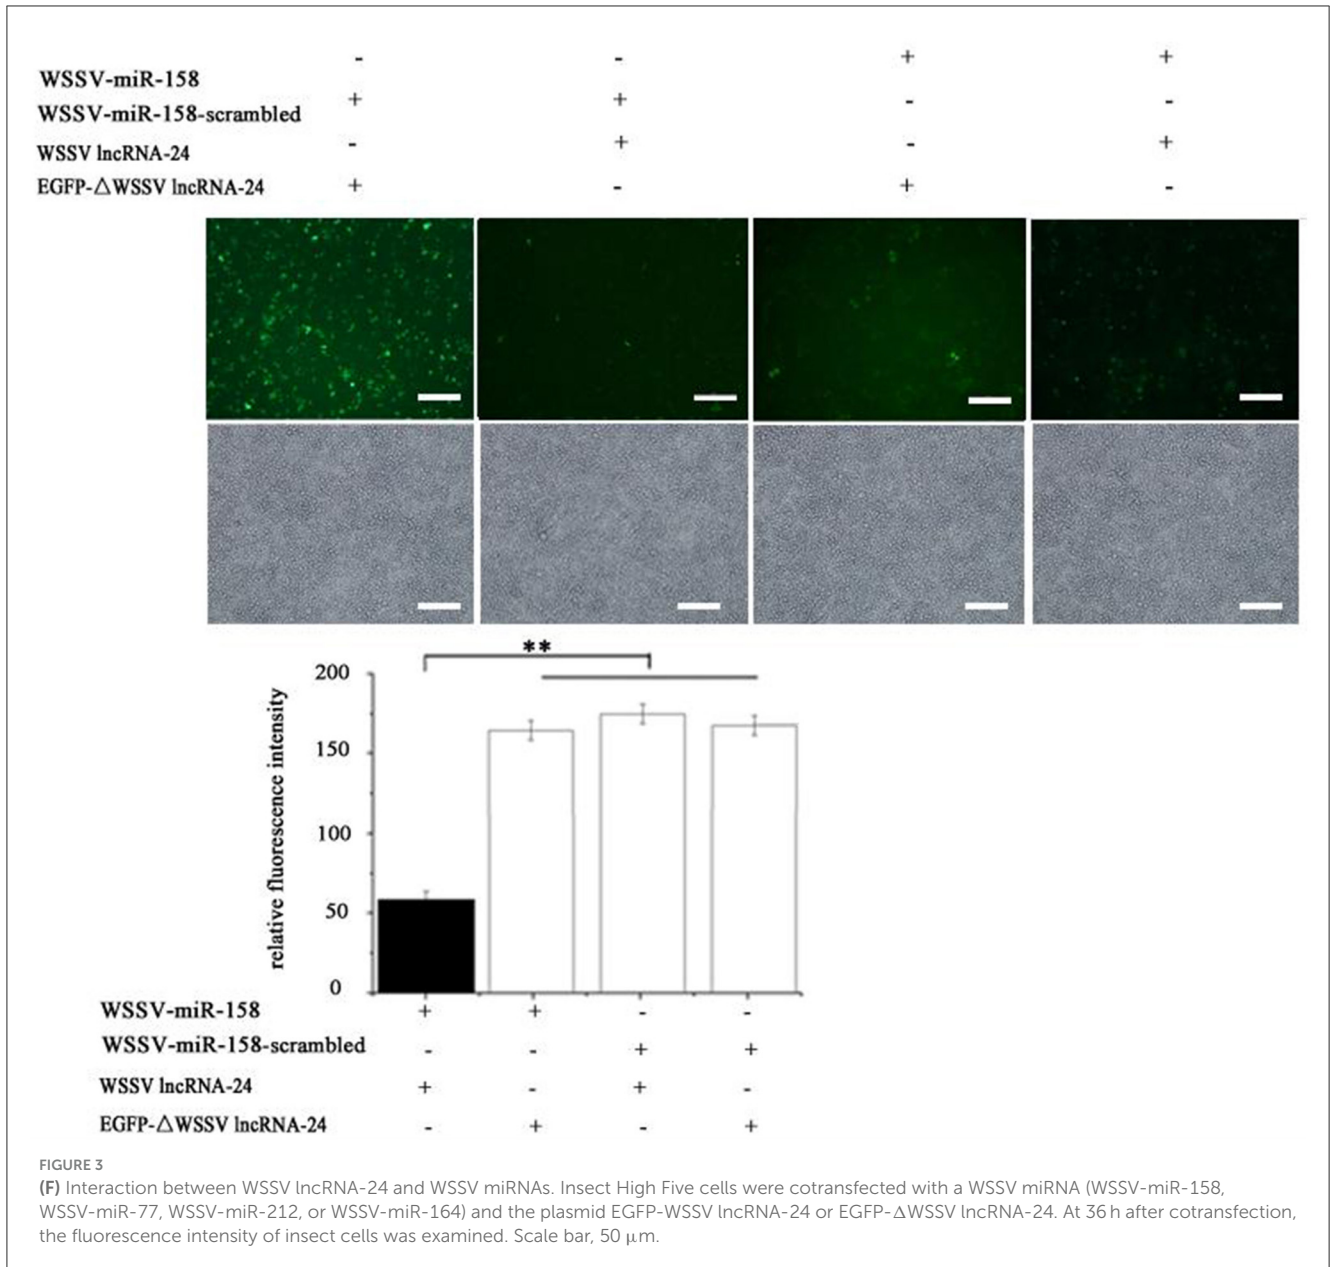 - - + +
WSSV-miR-158
+ + - -
WSSV-miR-158-scrambled
- + - +
WSSV lncRNA-24
EGFP-△WSSV lncRNA-24 + - + -
**
200
150
100
50
0
relative fluorescence intensity
WSSV-miR-158 + + - -
WSSV-miR-158-scrambled - - + +
WSSV lncRNA-24 + - + -
EGFP-△WSSV lncRNA-24 - + - +
FIGURE 3
(F) Interaction between WSSV lncRNA-24 and WSSV miRNAs. Insect High Five cells were cotransfected with a WSSV miRNA (WSSV-miR-158,
WSSV-miR-77, WSSV-miR-212, or WSSV-miR-164) and the plasmid EGFP-WSSV lncRNA-24 or EGFP-ΔWSSV lncRNA-24. At 36 h after cotransfection,
the fluorescence intensity of insect cells was examined. Scale bar, 50 μm.